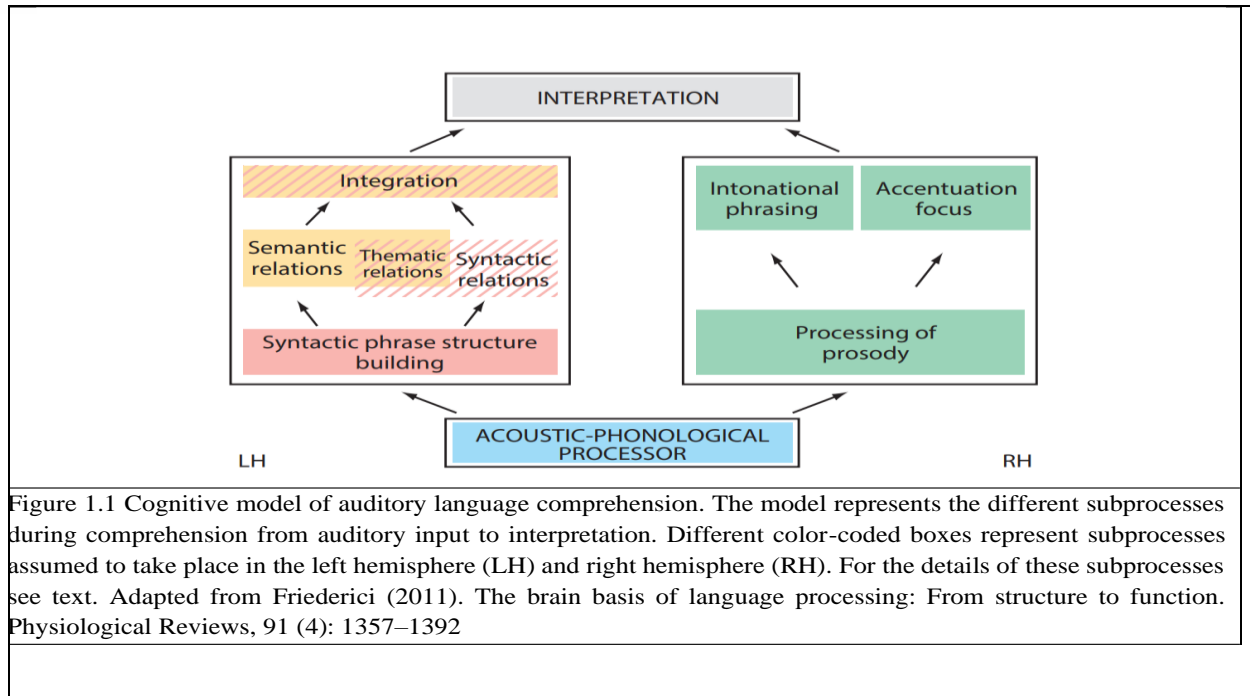 INTERPRETATION
Integration
Semantic
relations
Thematic
relations
Syntactic
relations
Syntactic phrase structure
building
Intonational
phrasing
Accentuation
focus
Processing of
prosody
ACOUSTIC-PHONOLOGICAL
PROCESSOR
LH
RH
Figure 1.1 Cognitive model of auditory language comprehension. The model represents the different subprocesses
during comprehension from auditory input to interpretation. Different color-coded boxes represent subprocesses
assumed to take place in the left hemisphere (LH) and right hemisphere (RH). For the details of these subprocesses
see text. Adapted from Friederici (2011). The brain basis of language processing: From structure to function.
Physiological Reviews, 91 (4): 1357–1392